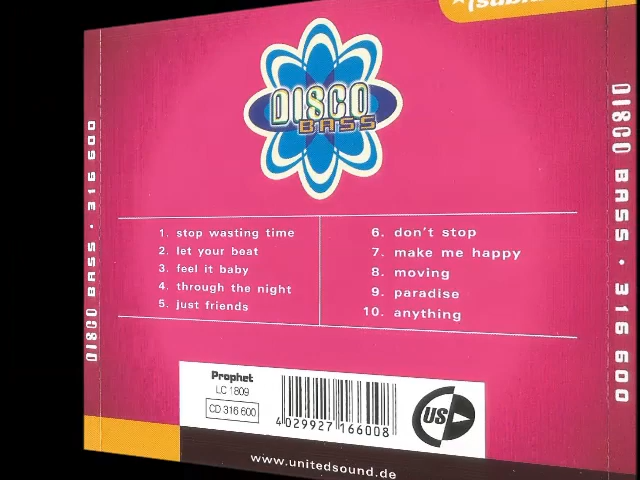 DISCO
BASS
1. stop wasting time
2. let your beat
3. feel it baby
4. through the night
5. just friends
6. don't stop
7. make me happy
8. moving
9. paradise
10. anything
DISCO BASS · 316 600
DISCO BASS · 316 600
Prophet
LC 1809
CD 316 600
4 029927 166008
US
www.unitedsound.de